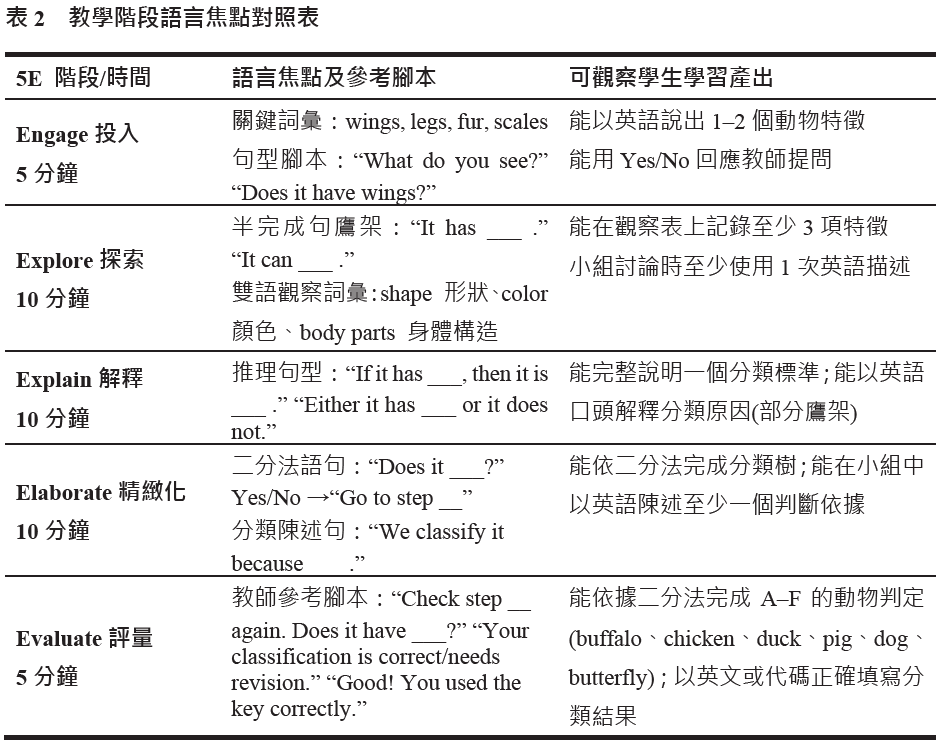 表 2 教學階段語言焦點對照表
5E 階段/時間
語言焦點及參考腳本
可觀察學生學習產出
Engage 投入
5 分鐘
關鍵詞彙：wings, legs, fur, scales
句型腳本：“What do you see?”
“Does it have wings?”
能以英語說出 1–2 個動物特徵
能用 Yes/No 回應教師提問
Explore 探索
10 分鐘
半完成句鷹架：“It has ___ .”
“It can ___ .”
雙語觀察詞彙：shape 形狀、color
顏色、body parts 身體構造
能在觀察表上記錄至少 3 項特徵
小組討論時至少使用 1 次英語描述
Explain 解釋
10 分鐘
推理句型：“If it has ___, then it is
___ .” “Either it has ___ or it does
not.”
能完整說明一個分類標準；能以英語
口頭解釋分類原因(部分鷹架)
Elaborate 精緻化
10 分鐘
二分法語句：“Does it ___?”
Yes/No →“Go to step __”
分類陳述句：“We classify it
because ___.”
能依二分法完成分類樹；能在小組中
以英語陳述至少一個判斷依據
Evaluate 評量
5 分鐘
教師參考腳本：“Check step __
again. Does it have ___?” “Your
classification is correct/needs
revision.” “Good! You used the
key correctly.”
能依據二分法完成 A–F 的動物判定
(buffalo、chicken、duck、pig、dog、
butterfly)；以英文或代碼正確填寫分
類結果